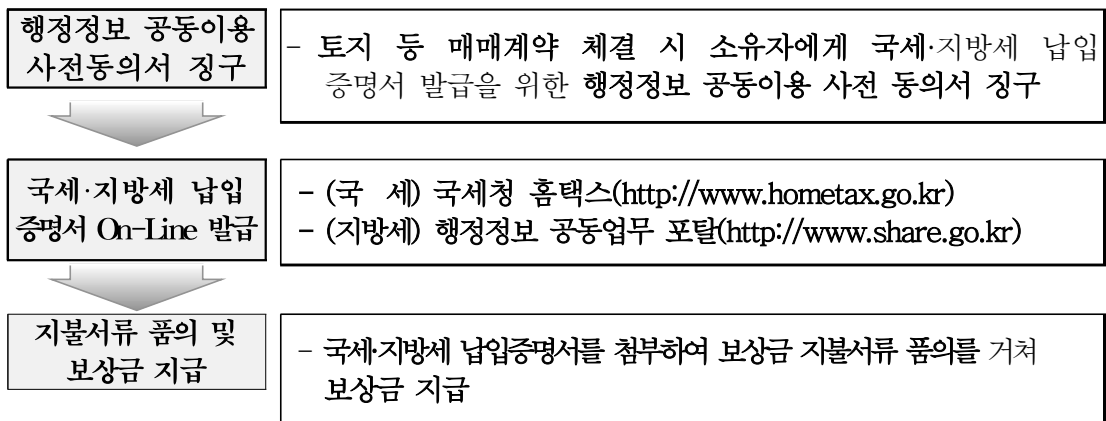 행정정보 공동이용
사전동의서 징구
- 토지 등 매매계약 체결 시 소유자에게 국세·지방세 납입
증명서 발급을 위한 행정정보 공동이용 사전 동의서 징구
국세·지방세 납입
증명서 On-Line 발급
- (국 세) 국세청 홈택스(http://www.hometax.go.kr)
- (지방세) 행정정보 공동업무 포탈(http://www.share.go.kr)
지불서류 품의 및
보상금 지급
- 국세·지방세 납입증명서를 첨부하여 보상금 지불서류 품의를 거쳐
보상금 지급